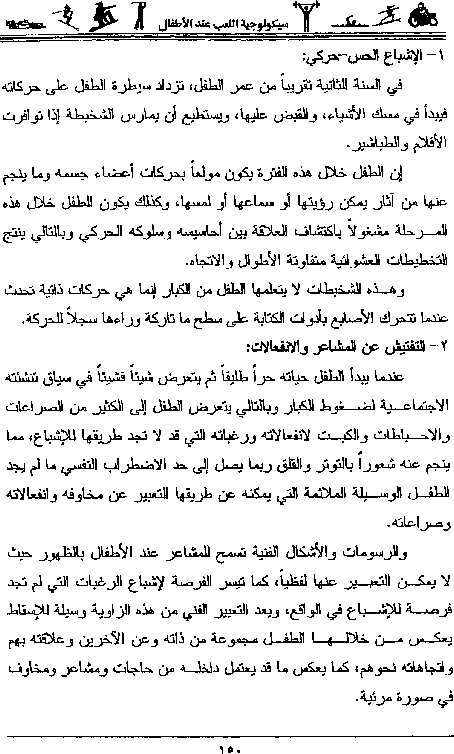 سيكولوجية اللعب عند الأطفال
١- الإشباع الحس-حركي:
في السنة الثانية تقريباً من عمر الطفل، تزداد سيطرة الطفل على حركاته
فيبدأ في مسك الأشياء، والقبض عليها، ويستطيع أن يمارس الشخبطة إذا توافرت
الأقلام والطباشير.
إن الطفل خلال هذه الفترة يكون مولعاً بحركات أعضاء جسمه وما ينجم
عنها من آثار يمكن رؤيتها أو سماعها أو لمسها، وكذلك يكون للطفل خلال هذه
المرحلة مشغولاً باكتشاف العلاقة بين أحاسيسه وسلوكه الحركي وبالتالي ينتج
التخطيطات العشوائية متفاوتة الأطوال والاتجاه.
وهذه الشخبطات لا يتعلمها الطفل من الكبار إنما هي حركات ذاتية تحدث
عندما تتحرك الأصابع بأدوات الكتابة على سطح ما تاركة وراءها سجلاً للحركة.
٢- التفتيش عن المشاعر والانفعالات:
عندما يبدأ الطفل حياته حراً طليقاً ثم يتعرض شيئاً فشيئاً في سياق تنشئته
الاجتماعية لضغوط الكبار وبالتالي يتعرض الطفل إلى الكثير من الصراعات
والاحباطات والكبت لانفعالاته ورغباته التي قد لا تجد طريقها للإشباع، مما
ينجم عنه شعوراً بالتوتر والقلق ربما يصل إلى حد الاضطراب النفسي ما لم يجد
الطفل الوسيلة الملائمة التي يمكنه عن طريقها التعبير عن مخاوفه وانفعالاته
وصراعاته.
والرسومات والأشكال الفنية تسمح للمشاعر عند الأطفال بالظهور حيث
لا يمكن التعبير عنها لفظياً، كما تيسر الفرصة لإشباع الرغبات التي لم تجد
فرصة للإشباع في الواقع، ويعد التعبير الفني من هذه الزاوية وسيلة للإسقاط
يعكس من خلالها الطفل مجموعة من ذاته وعن الآخرين وعلاقته بهم
واتجاهاته نحوهم، كما يعكس ما قد يعتمل داخله من حاجات ومشاعر ومخاوف
في صورة مرئية.
١٥٠